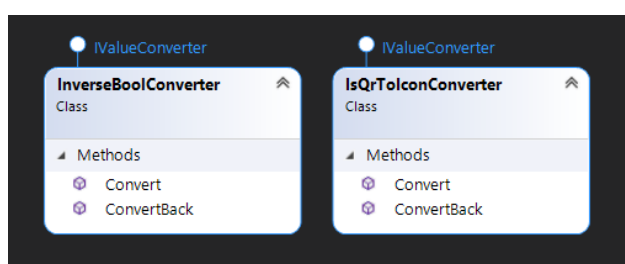 IValueConverter
InverseBoolConverter
Class
Methods
Convert
ConvertBack
IValueConverter
IsQrToIconConverter
Class
Methods
Convert
ConvertBack